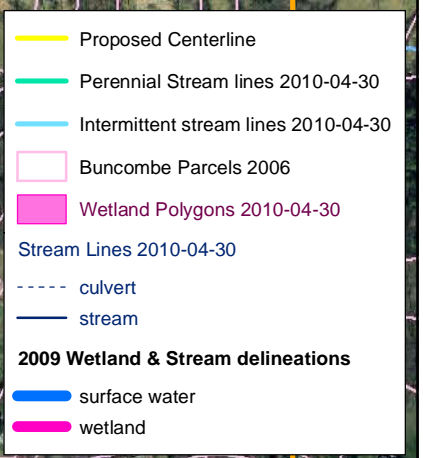 Proposed Centerline
Perennial Stream lines 2010-04-30
Intermittent stream lines 2010-04-30
Buncombe Parcels 2006
Wetland Polygons 2010-04-30
Stream Lines 2010-04-30
culvert
stream
2009 Wetland & Stream delineations
surface water
wetland